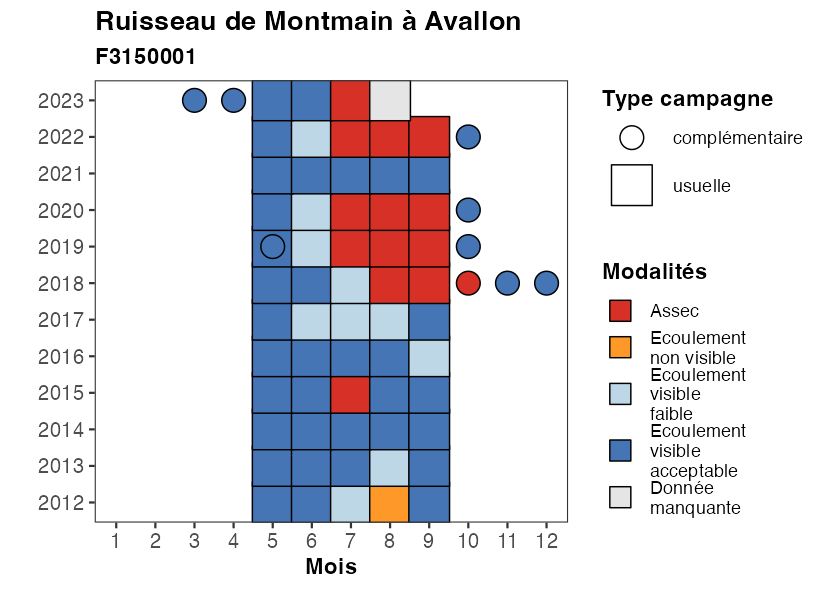 Ruisseau de Montmain à Avallon
F3150001
2023
2022
2021
2020
2019
2018
2017
2016
2015
2014
2013
2012
1 2 3 4 5 6 7 8 9 10 11 12
Mois
Type campagne
complémentaire
usuelle
Modalités
Assec
Ecoulement
non visible
Ecoulement
visible
faible
Ecoulement
visible
acceptable
Donnée
manquante